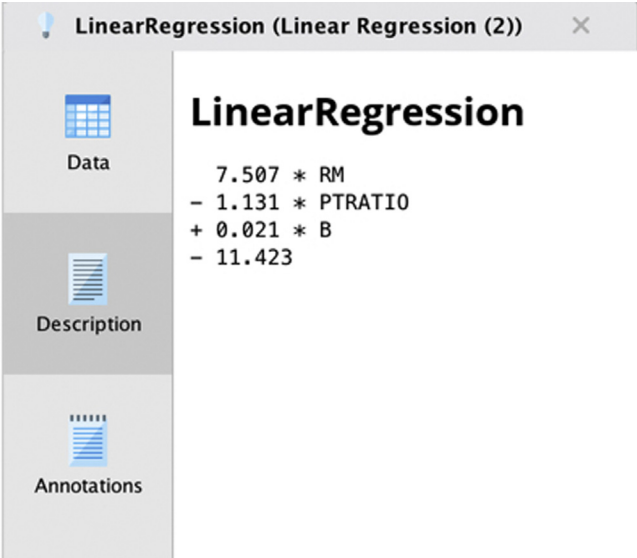 LinearRegression (Linear Regression (2))
LinearRegression
Data
7.507 * RM
- 1.131 * PTRATIO
+ 0.021 * B
- 11.423
Description
Annotations